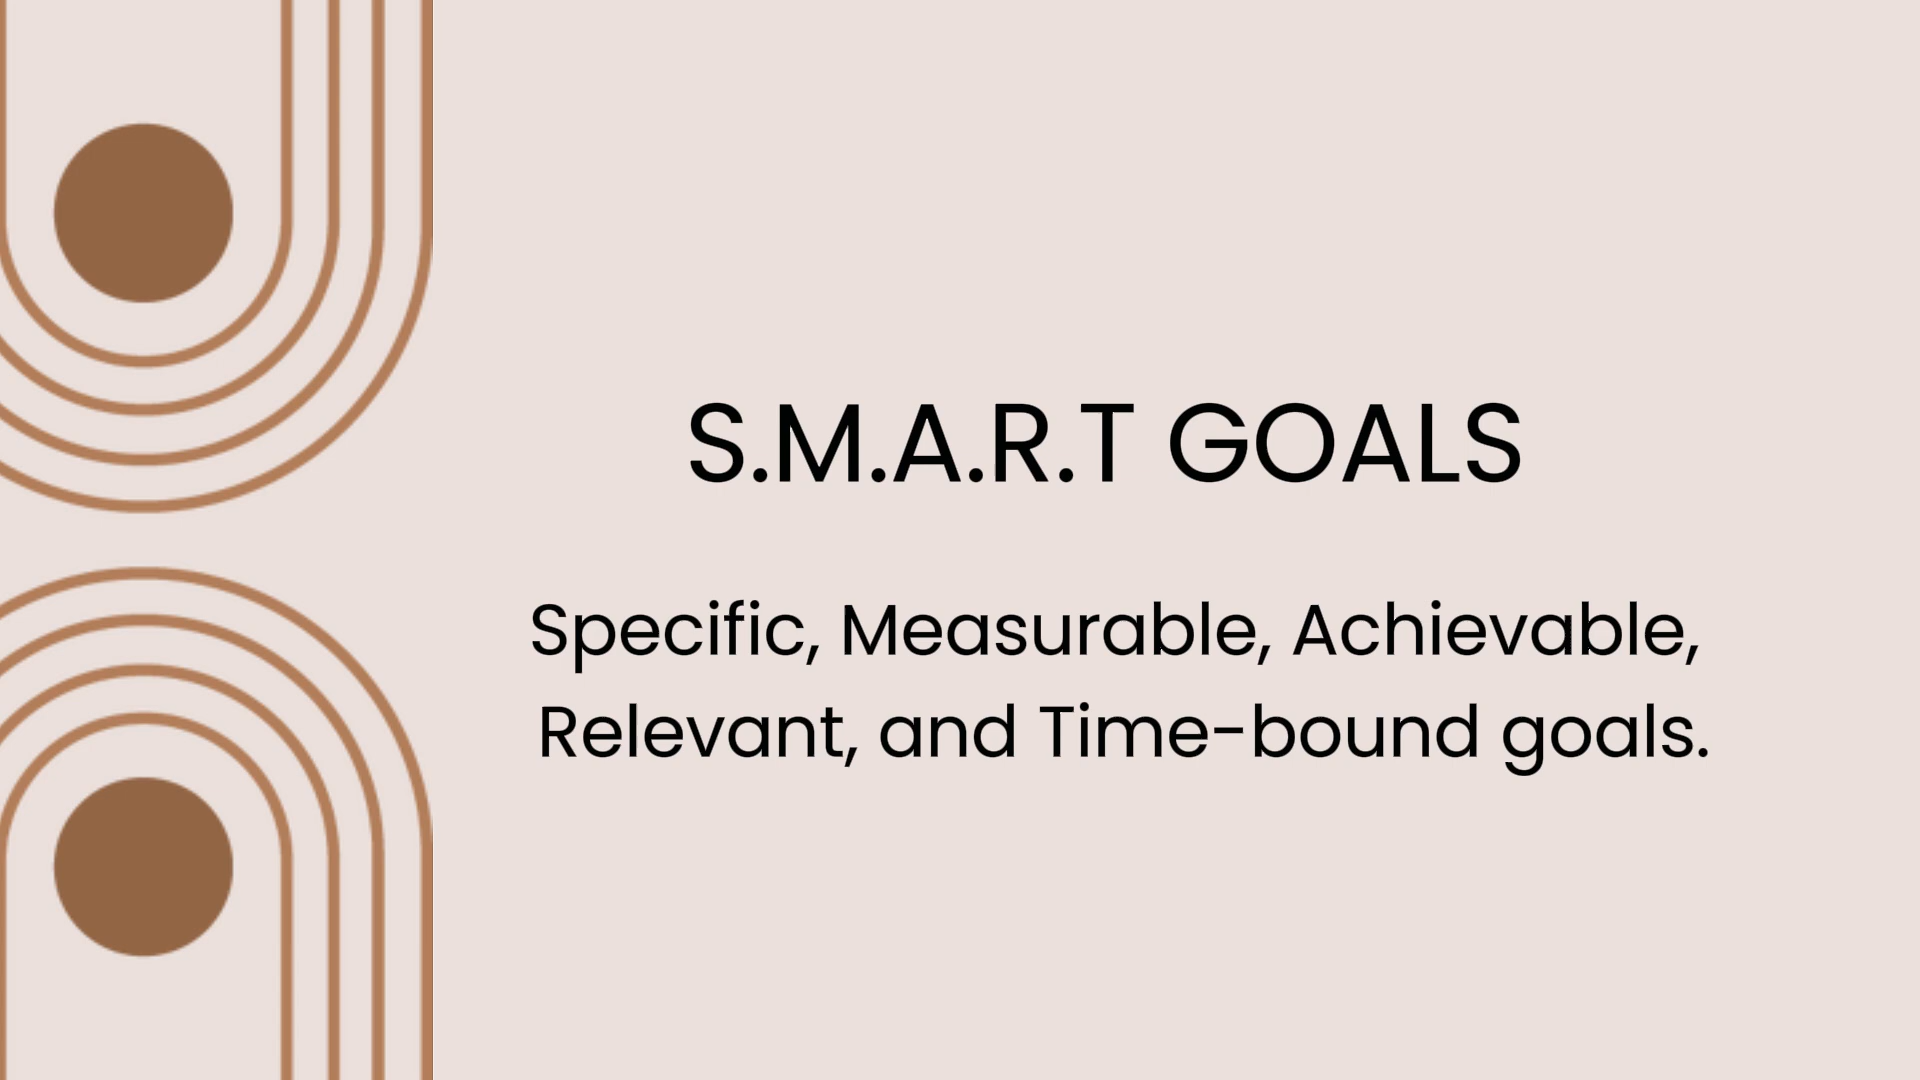 S.M.A.R.T GOALS
Specific, Measurable, Achievable,
Relevant, and Time-bound goals.